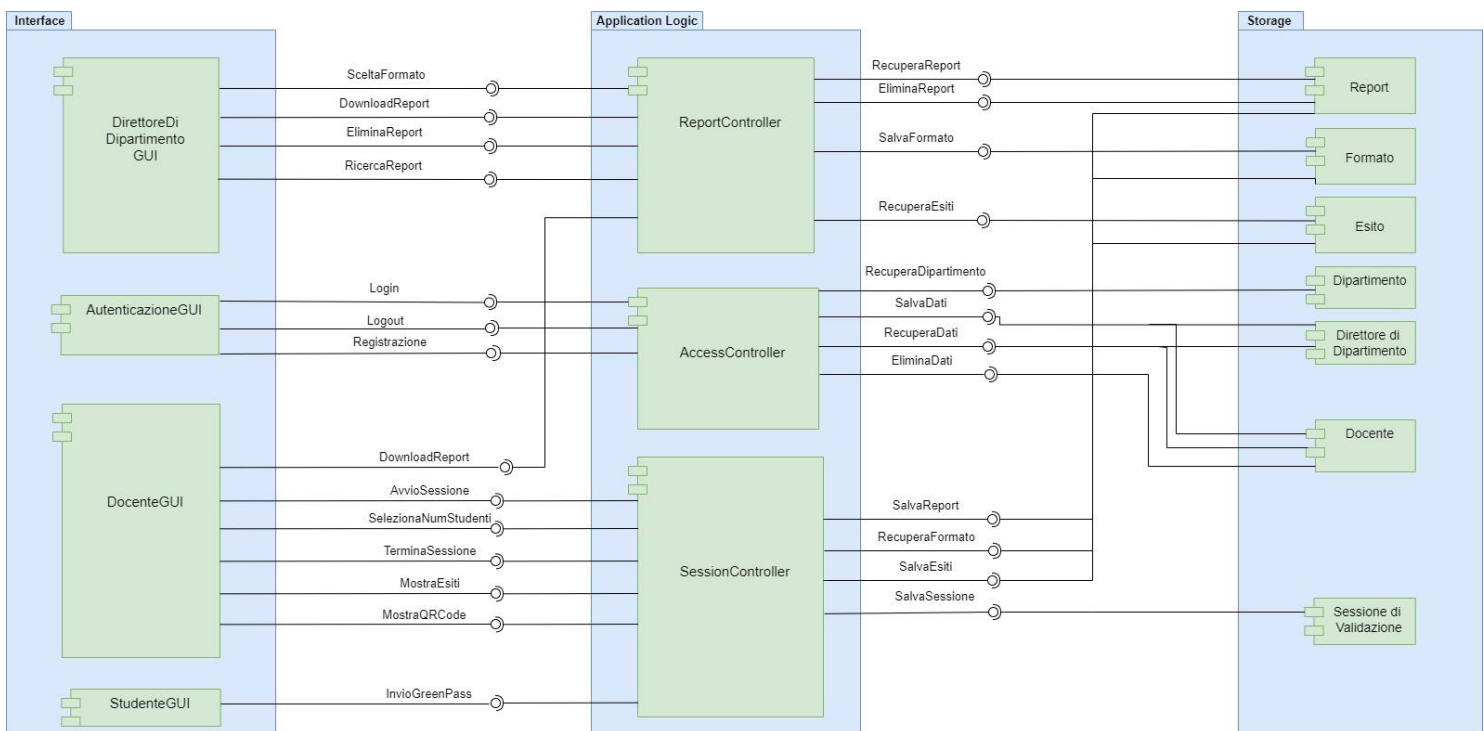 Interface
Application Logic
Storage
DirettoreDi
Dipartimento
GUI
SceltaFormato
DownloadReport
EliminaReport
RicercaReport
ReportController
RecuperaReport
EliminaReport
SalvaFormato
RecuperaEsiti
Report
Formato
Esito
AutenticazioneGUI
Login
Logout
Registrazione
AccessController
RecuperaDipartimento
SalvaDati
RecuperaDati
EliminaDati
Dipartimento
Direttore di
Dipartimento
Docente
DocenteGUI
DownloadReport
AvvioSessione
SelezionaNumStudenti
TerminaSessione
MostraEsiti
MostraQRCode
SessionController
SalvaReport
RecuperaFormato
SalvaEsiti
SalvaSessione
Sessione di
Validazione
StudenteGUI
InvioGreenPass